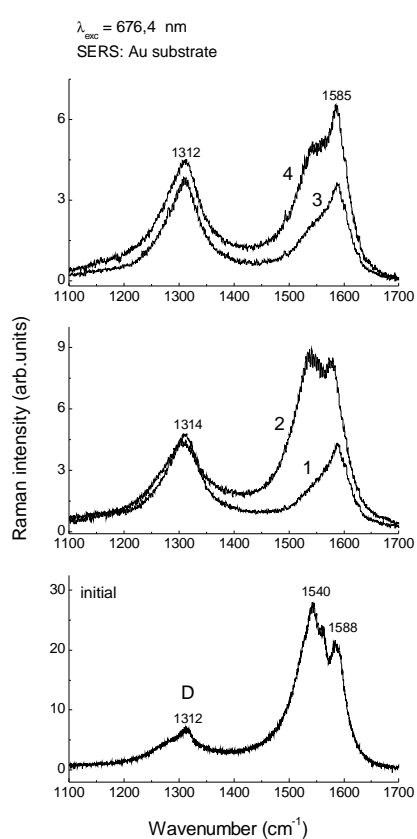 λexc = 676,4 nm
SERS: Au substrate
1585
6
1312
4
3
3
0
1100 1200 1300 1400 1500 1600 1700
9
2
6
1314
1
3
0
1100 1200 1300 1400 1500 1600 1700
30
initial
1540
1588
20
D
10
1312
0
1100 1200 1300 1400 1500 1600 1700
Raman intensity (arb.units)
Wavenumber (cm⁻¹)